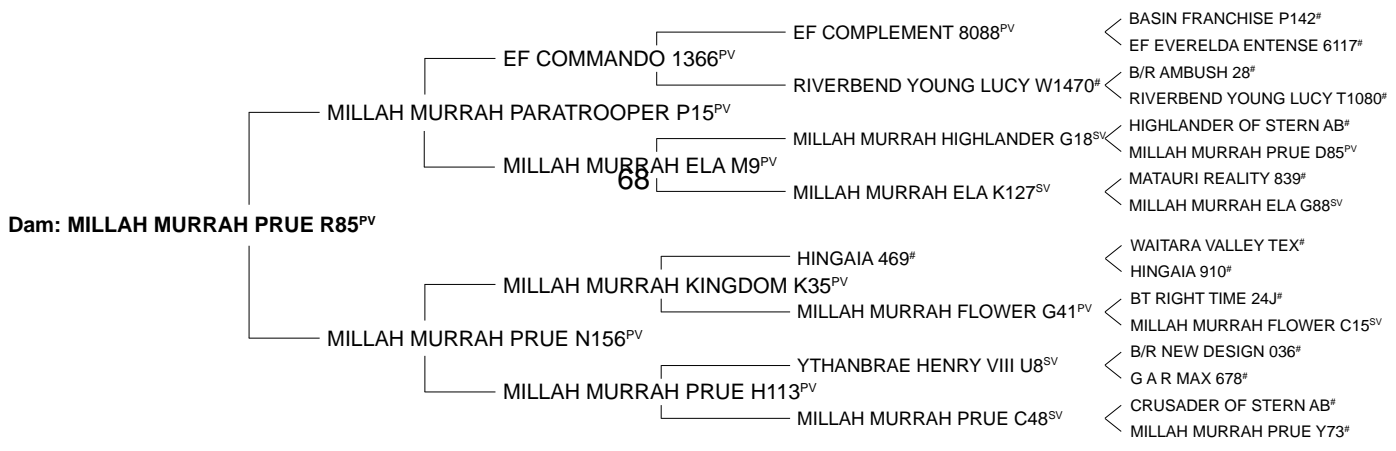 BASIN FRANCHISE P142#
EF COMPLEMENT 8088PV
EF EVERELDA ENTENSE 6117#
EF COMMANDO 1366PV
B/R AMBUSH 28#
RIVERBEND YOUNG LUCY W1470#
RIVERBEND YOUNG LUCY T1080#
MILLAH MURRAH PARATROOPER P15PV
HIGHLANDER OF STERN AB#
MILLAH MURRAH HIGHLANDER G18SV
MILLAH MURRAH PRUE D85PV
MILLAH MURRAH ELA M9PV
68
MATAURI REALITY 839#
MILLAH MURRAH ELA K127SV
MILLAH MURRAH ELA G88SV
Dam: MILLAH MURRAH PRUE R85PV
WAITARA VALLEY TEX#
HINGAIA 469#
HINGAIA 910#
MILLAH MURRAH KINGDOM K35PV
BT RIGHT TIME 24J#
MILLAH MURRAH FLOWER G41PV
MILLAH MURRAH FLOWER C15SV
MILLAH MURRAH PRUE N156PV
B/R NEW DESIGN 036#
YTHANBRAE HENRY VIII U8SV
G A R MAX 678#
MILLAH MURRAH PRUE H113PV
CRUSADER OF STERN AB#
MILLAH MURRAH PRUE C48SV
MILLAH MURRAH PRUE Y73#